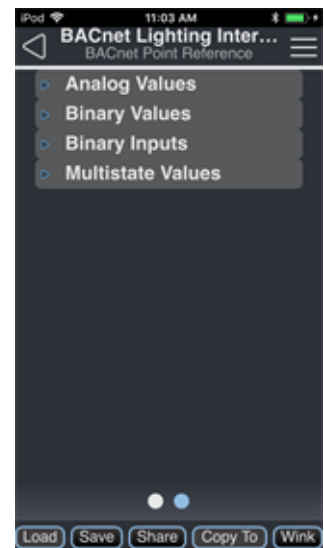 iPod 11:03 AM
BACnet Lighting Inter...
BACnet Point Reference
Analog Values
Binary Values
Binary Inputs
Multistate Values
Load Save Share Copy To Wink